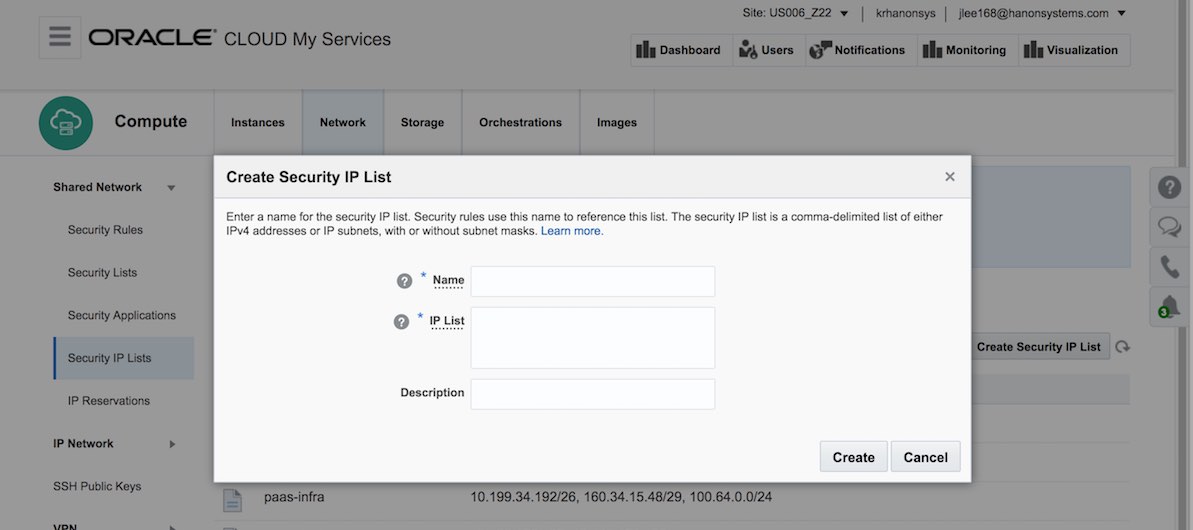 Site: US006_Z22 krhanonsys jlee168@hanonsystems.com
ORACLE® CLOUD My Services
Dashboard Users Notifications Monitoring Visualization
Compute Instances Network Storage Orchestrations Images
Create Security IP List
Shared Network
Enter a name for the security IP list. Security rules use this name to reference this list. The security IP list is a comma-delimited list of either
IPv4 addresses or IP subnets, with or without subnet masks. Learn more.
Security Rules
Security Lists
? * Name
Security Applications
? * IP List
3
Create Security IP List
Security IP Lists
Description
IP Reservations
IP Network
Create Cancel
SSH Public Keys
paas-infra 10.199.34.192/26, 160.34.15.48/29, 100.64.0.0/24
VPN